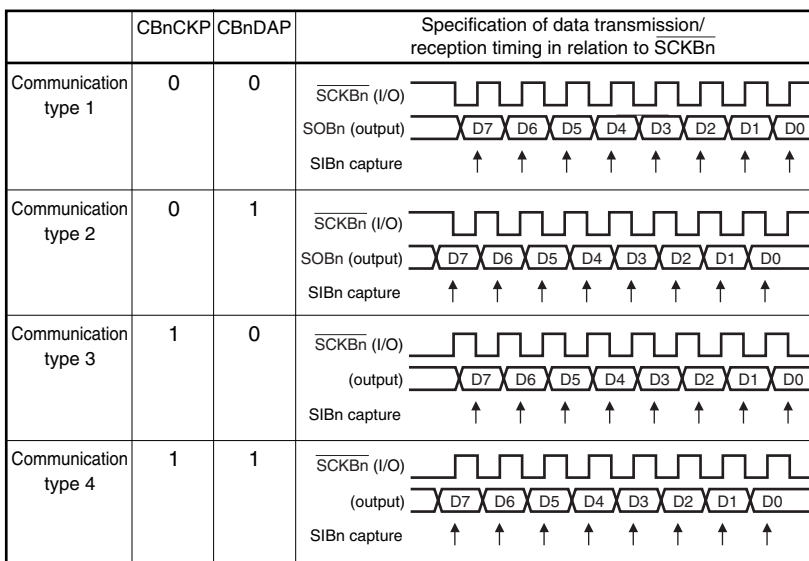 CBnCKP CBnDAP Specification of data transmission/
reception timing in relation to SCKBn
Communication
type 1
0 0
SCKBn (I/O)
SOBn (output) D7 D6 D5 D4 D3 D2 D1 D0
SIBn capture
Communication
type 2
0 1
SCKBn (I/O)
SOBn (output) D7 D6 D5 D4 D3 D2 D1 D0
SIBn capture
Communication
type 3
1 0
SCKBn (I/O)
(output) D7 D6 D5 D4 D3 D2 D1 D0
SIBn capture
Communication
type 4
1 1
SCKBn (I/O)
(output) D7 D6 D5 D4 D3 D2 D1 D0
SIBn capture